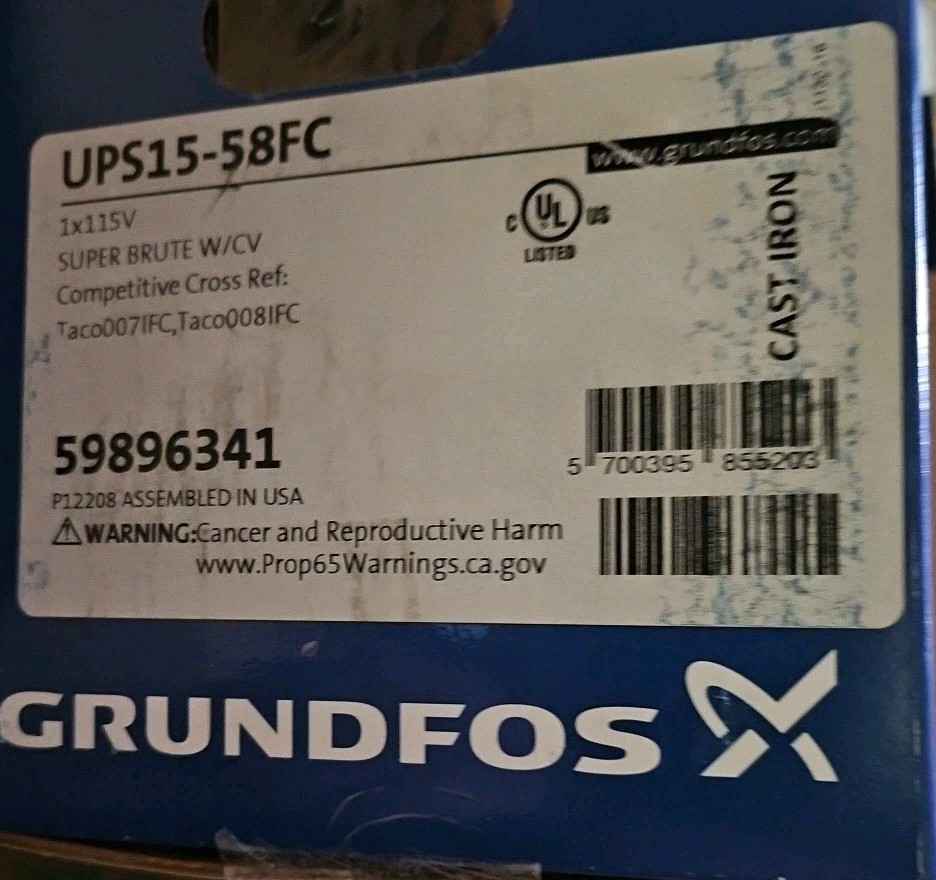 UPS15-58FC
www.grundfos.com
1x115V
SUPER BRUTE W/CV
Competitive Cross Ref:
Taco007IFC,Taco008IFC
C UL US
LISTED
CAST IRON
59896341
P12208 ASSEMBLED IN USA
WARNING:Cancer and Reproductive Harm
www.Prop65Warnings.ca.gov
5 700395 855203
GRUNDFOS